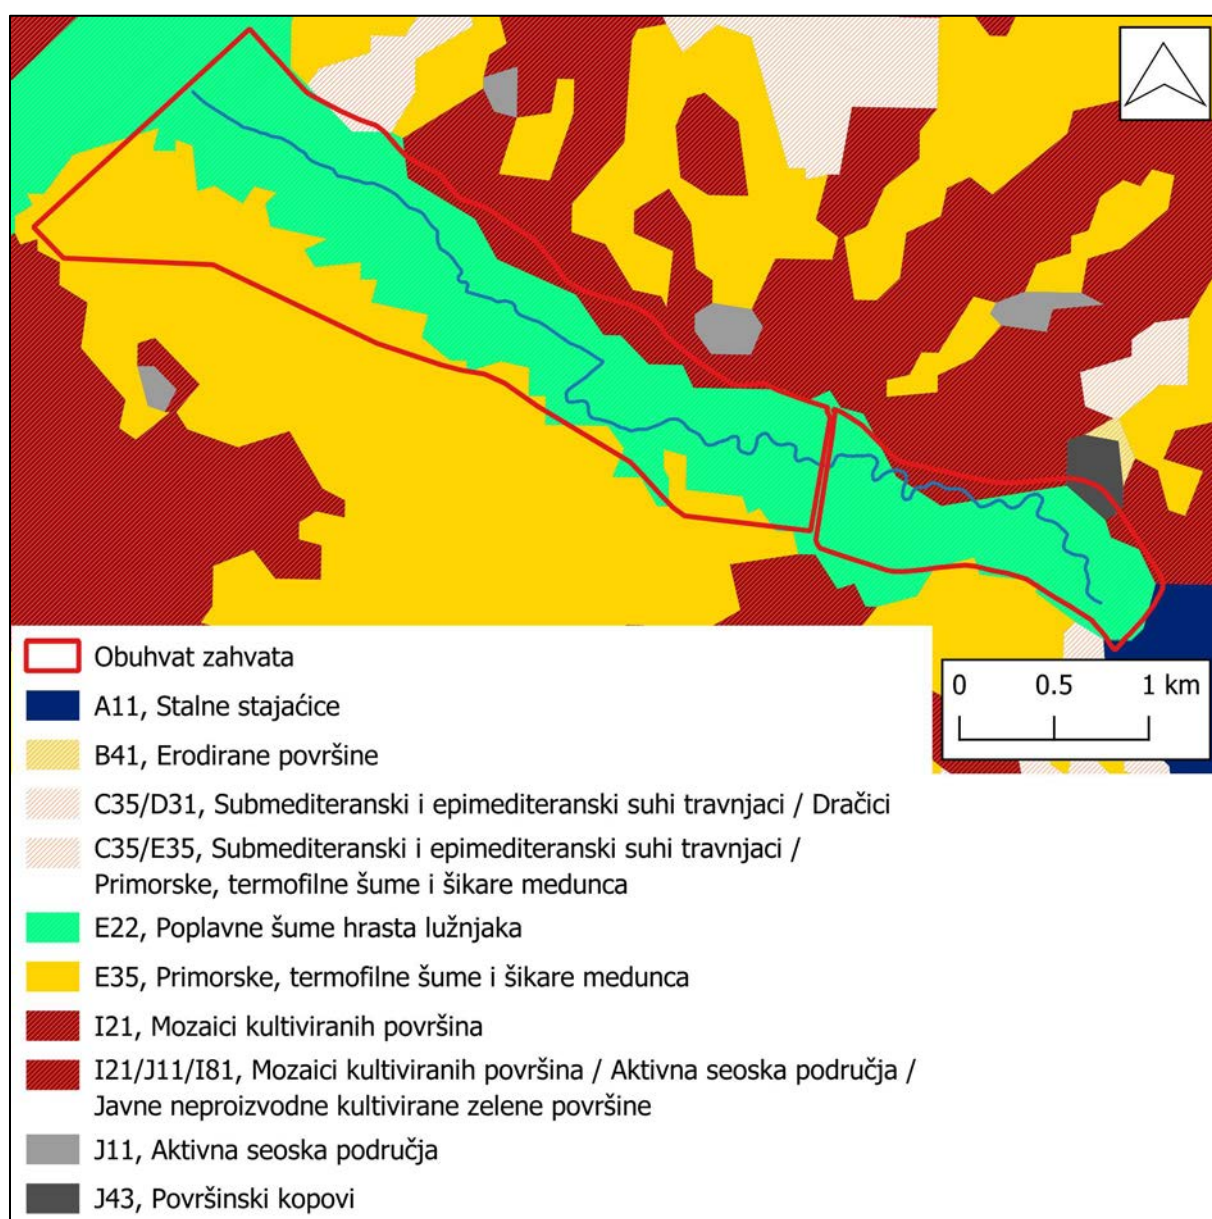 0 0.5 1 km
Obuhvat zahvata
A11, Stalne stajaćice
B41, Erodirane površine
C35/D31, Submediteranski i epimediteranski suhi travnjaci / Dračici
C35/E35, Submediteranski i epimediteranski suhi travnjaci /
Primorske, termofilne šume i šikare medunca
E22, Poplavne šume hrasta lužnjaka
E35, Primorske, termofilne šume i šikare medunca
I21, Mozaici kultiviranih površina
I21/J11/I81, Mozaici kultiviranih površina / Aktivna seoska područja /
Javne neproizvodne kultivirane zelene površine
J11, Aktivna seoska područja
J43, Površinski kopovi